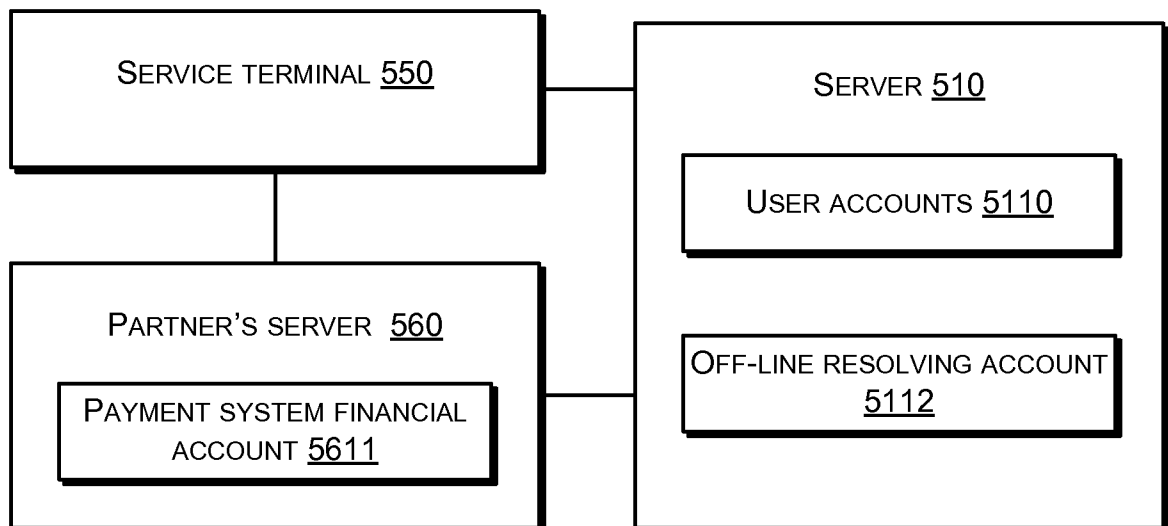 SERVICE TERMINAL 550
SERVER 510
USER ACCOUNTS 5110
PARTNER'S SERVER 560
OFF-LINE RESOLVING ACCOUNT
5112
PAYMENT SYSTEM FINANCIAL
ACCOUNT 5611